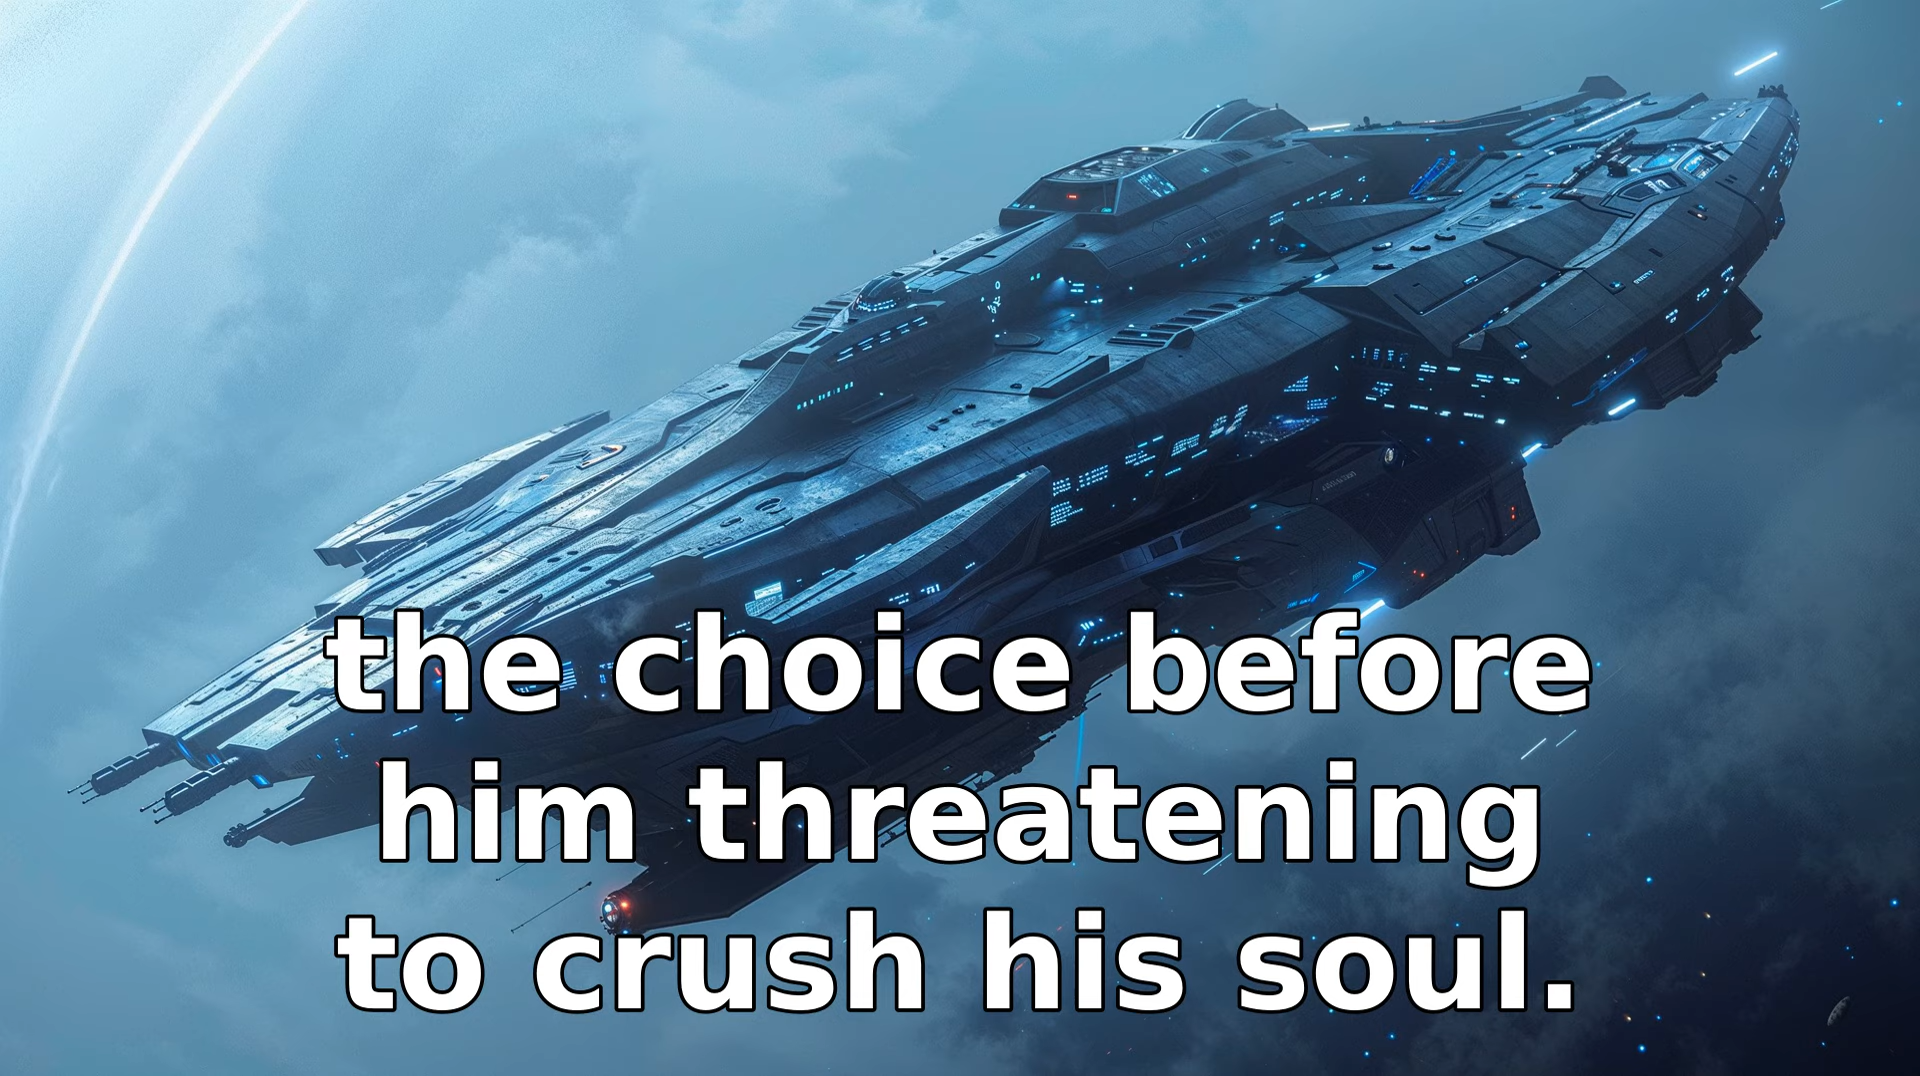 the choice before
him threatening
to crush his soul.